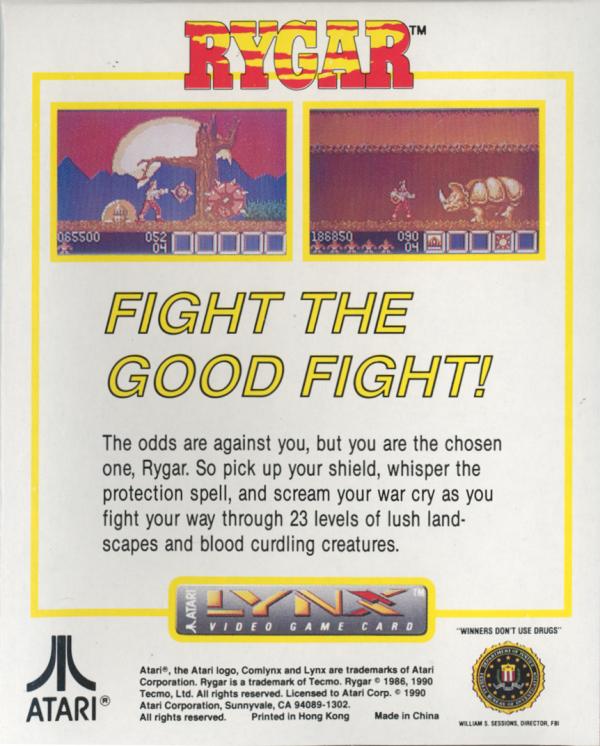 RYGAR™
065500 052
04
186850 090
04
FIGHT THE
GOOD FIGHT!
The odds are against you, but you are the chosen
one, Rygar. So pick up your shield, whisper the
protection spell, and scream your war cry as you
fight your way through 23 levels of lush land-
scapes and blood curdling creatures.
ATARI LYNX™
VIDEO GAME CARD
"WINNERS DON'T USE DRUGS"
Atari®, the Atari logo, Comlynx and Lynx are trademarks of Atari
Corporation. Rygar is a trademark of Tecmo. Rygar © 1986, 1990
Tecmo, Ltd. All rights reserved. Licensed to Atari Corp. © 1990
Atari Corporation, Sunnyvale, CA 94089-1302.
All rights reserved. Printed in Hong Kong Made in China
ATARI®
WILLIAM S. SESSIONS, DIRECTOR, FBI